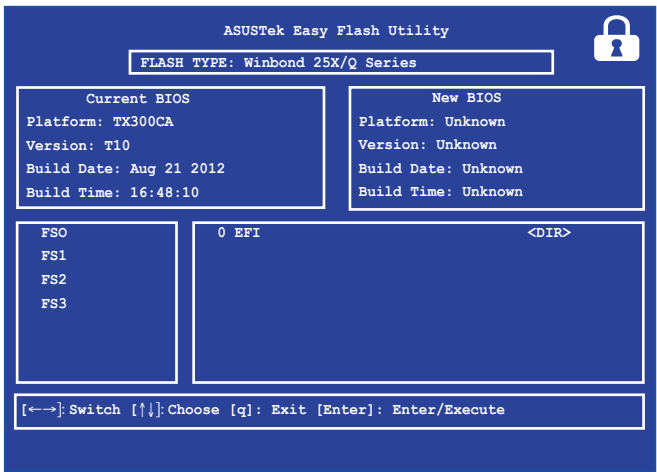 ASUSTek Easy Flash Utility
FLASH TYPE: Winbond 25X/Q Series
Current BIOS
Platform: TX300CA
Version: T10
Build Date: Aug 21 2012
Build Time: 16:48:10
New BIOS
Platform: Unknown
Version: Unknown
Build Date: Unknown
Build Time: Unknown
FSO
FS1
FS2
FS3
0 EFI <DIR>
[←→]: Switch [↑↓]: Choose [q]: Exit [Enter]: Enter/Execute